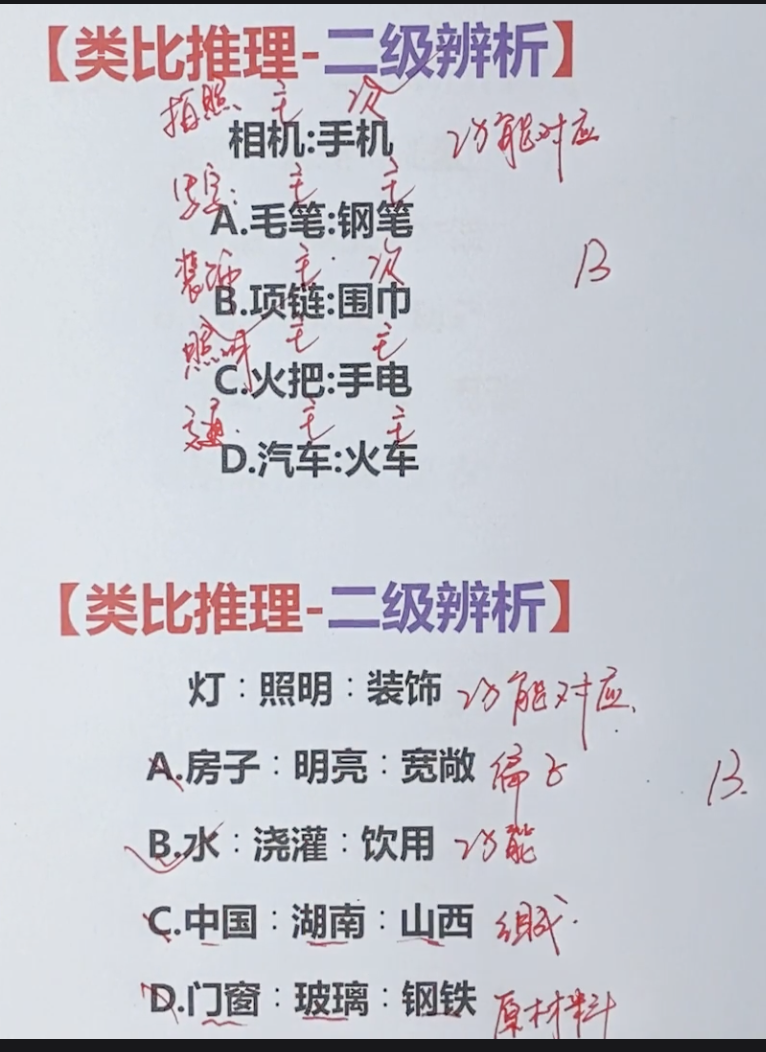 【类比推理-二级辨析】
拍照 主 次
相机:手机 功能对应
写字: 主 主
A.毛笔:钢笔
装饰 主 次 B
B.项链:围巾
照明 主 主
C.火把:手电
交通: 主 主
D.汽车:火车
【类比推理-二级辨析】
灯:照明:装饰 功能对应
A.房子:明亮:宽敞
B.
B.水:浇灌:饮用 功能
C.中国:湖南:山西 组成
D.门窗:玻璃:钢铁 原材料